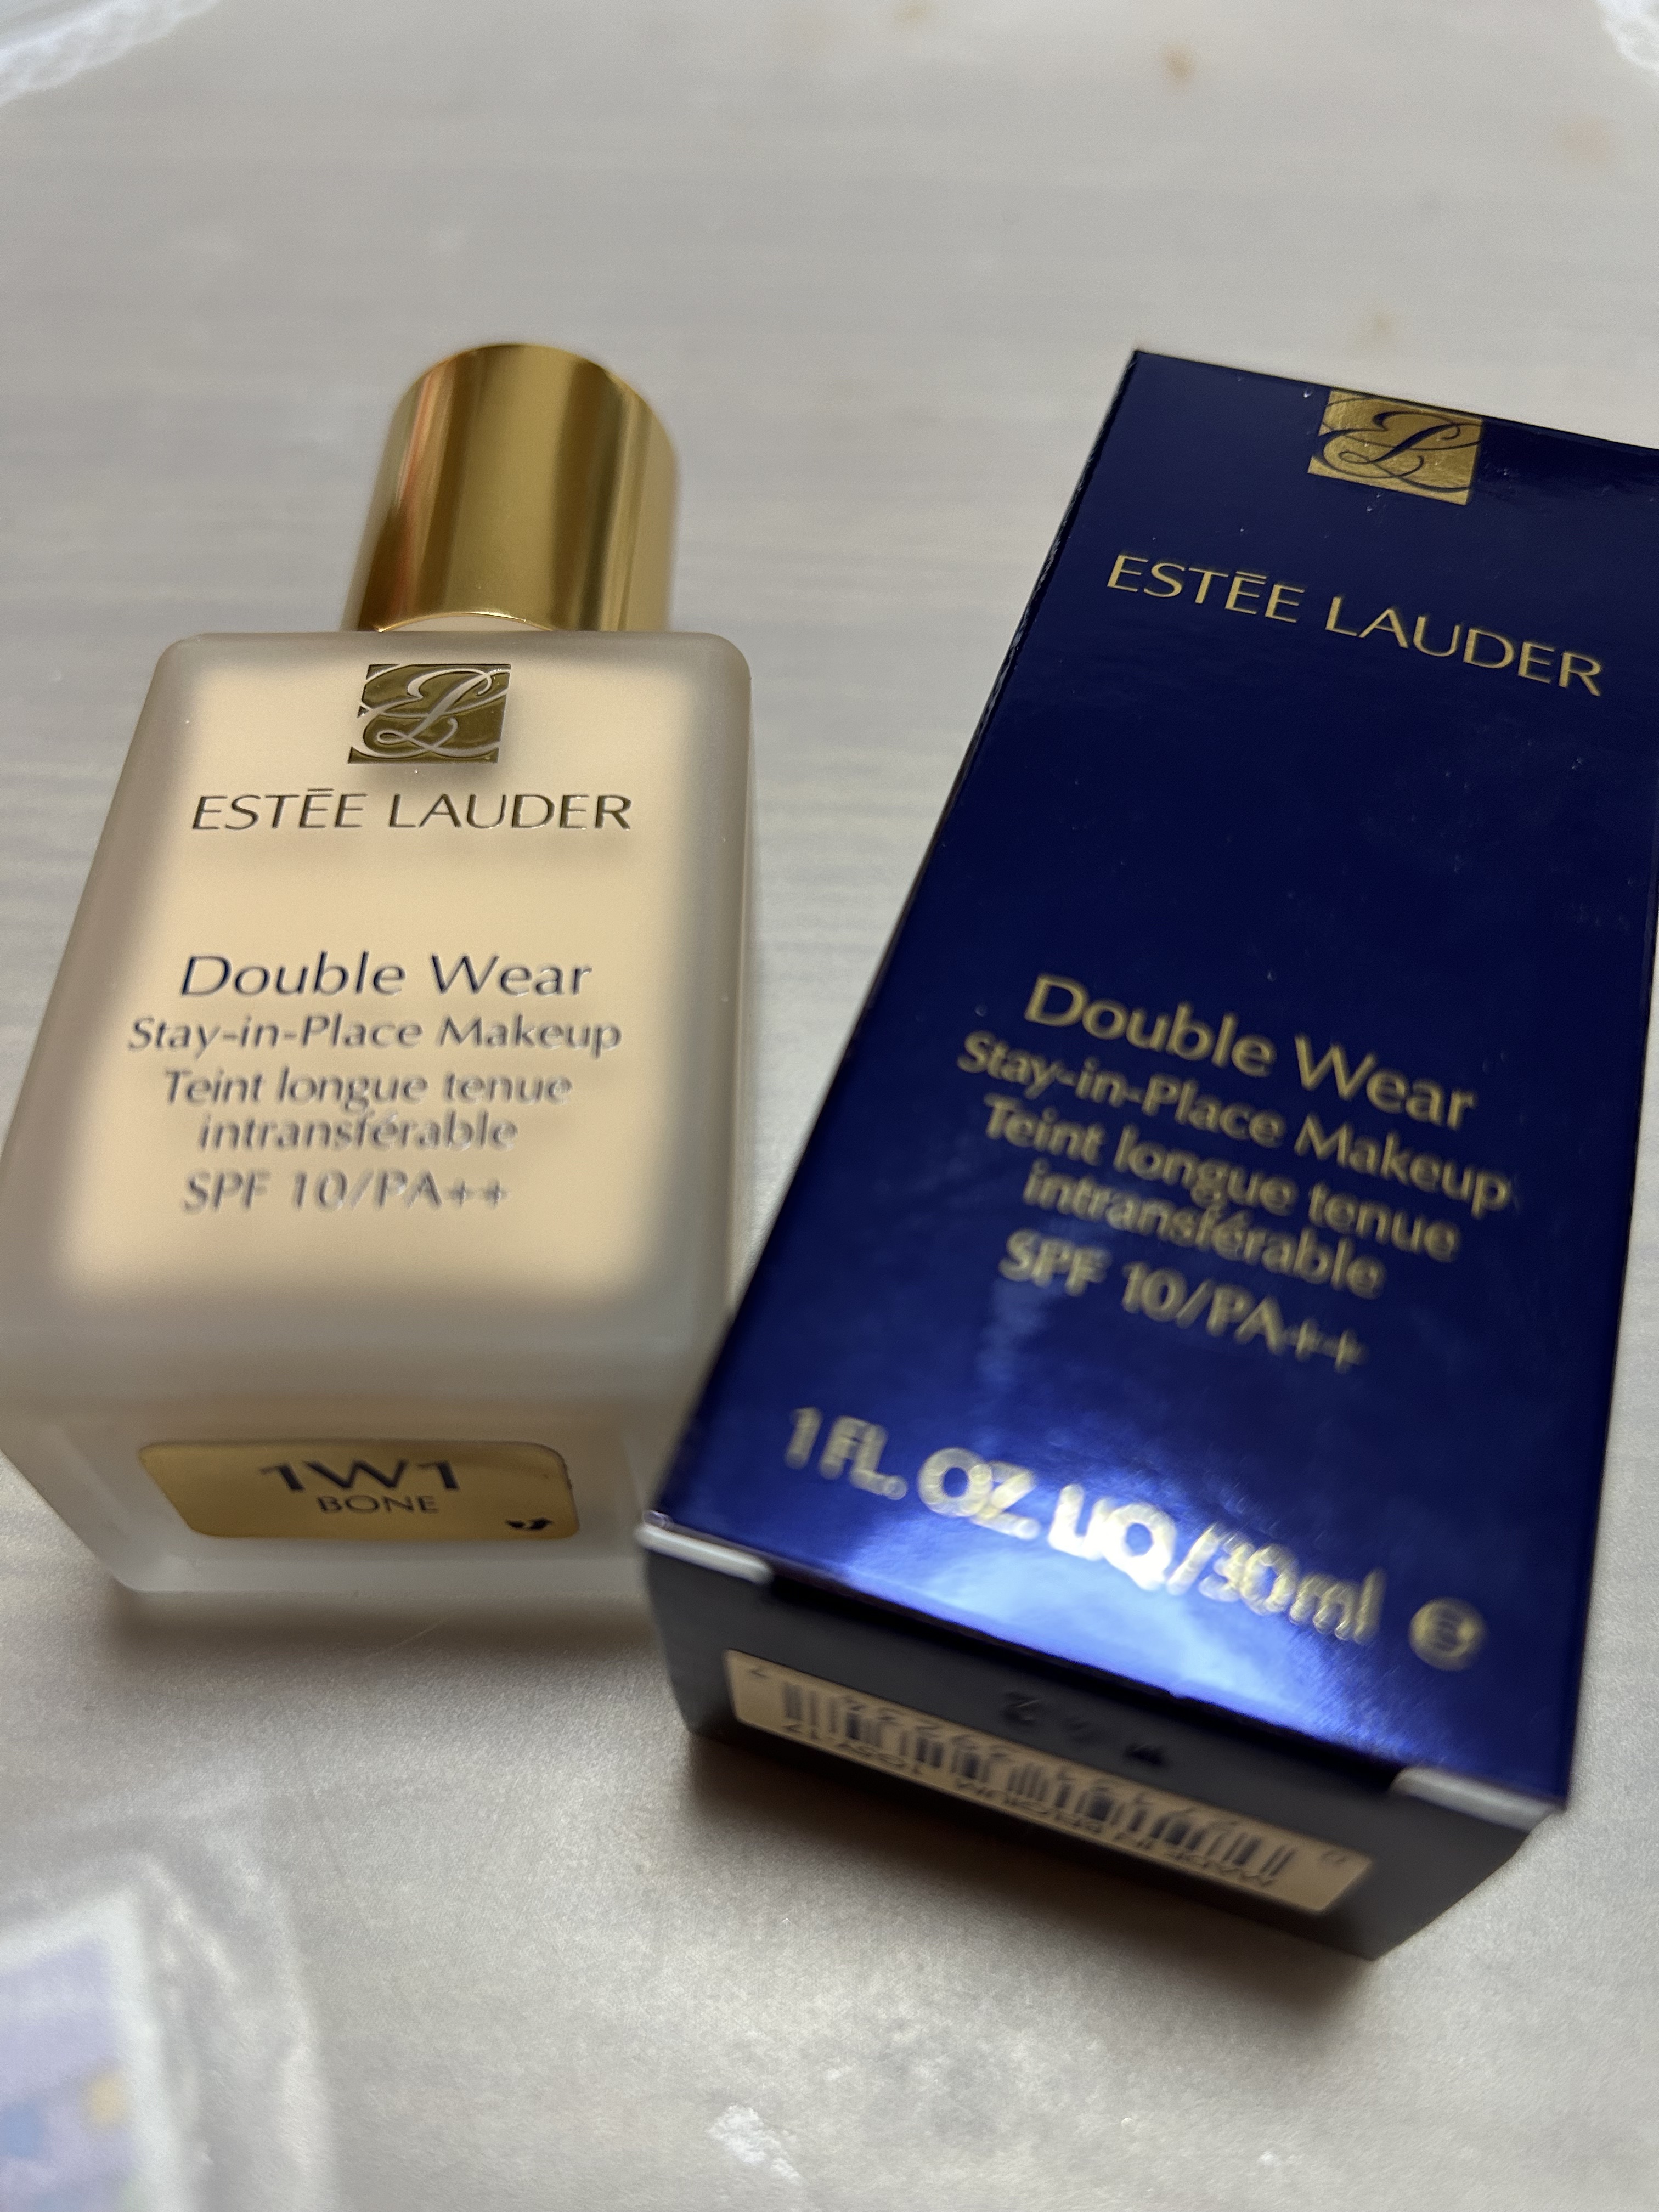 ESTĒE LAUDER
Double Wear
Stay-in-Place Makeup
Teint longue tenue
intransférable
SPF 10/PA++
1W1
BONE
ESTĒE LAUDER
Double Wear
Stay-in-Place Makeup
Teint longue tenue
intransférable
SPF 10/PA++
1 FL. OZ. LIQ./30ml e